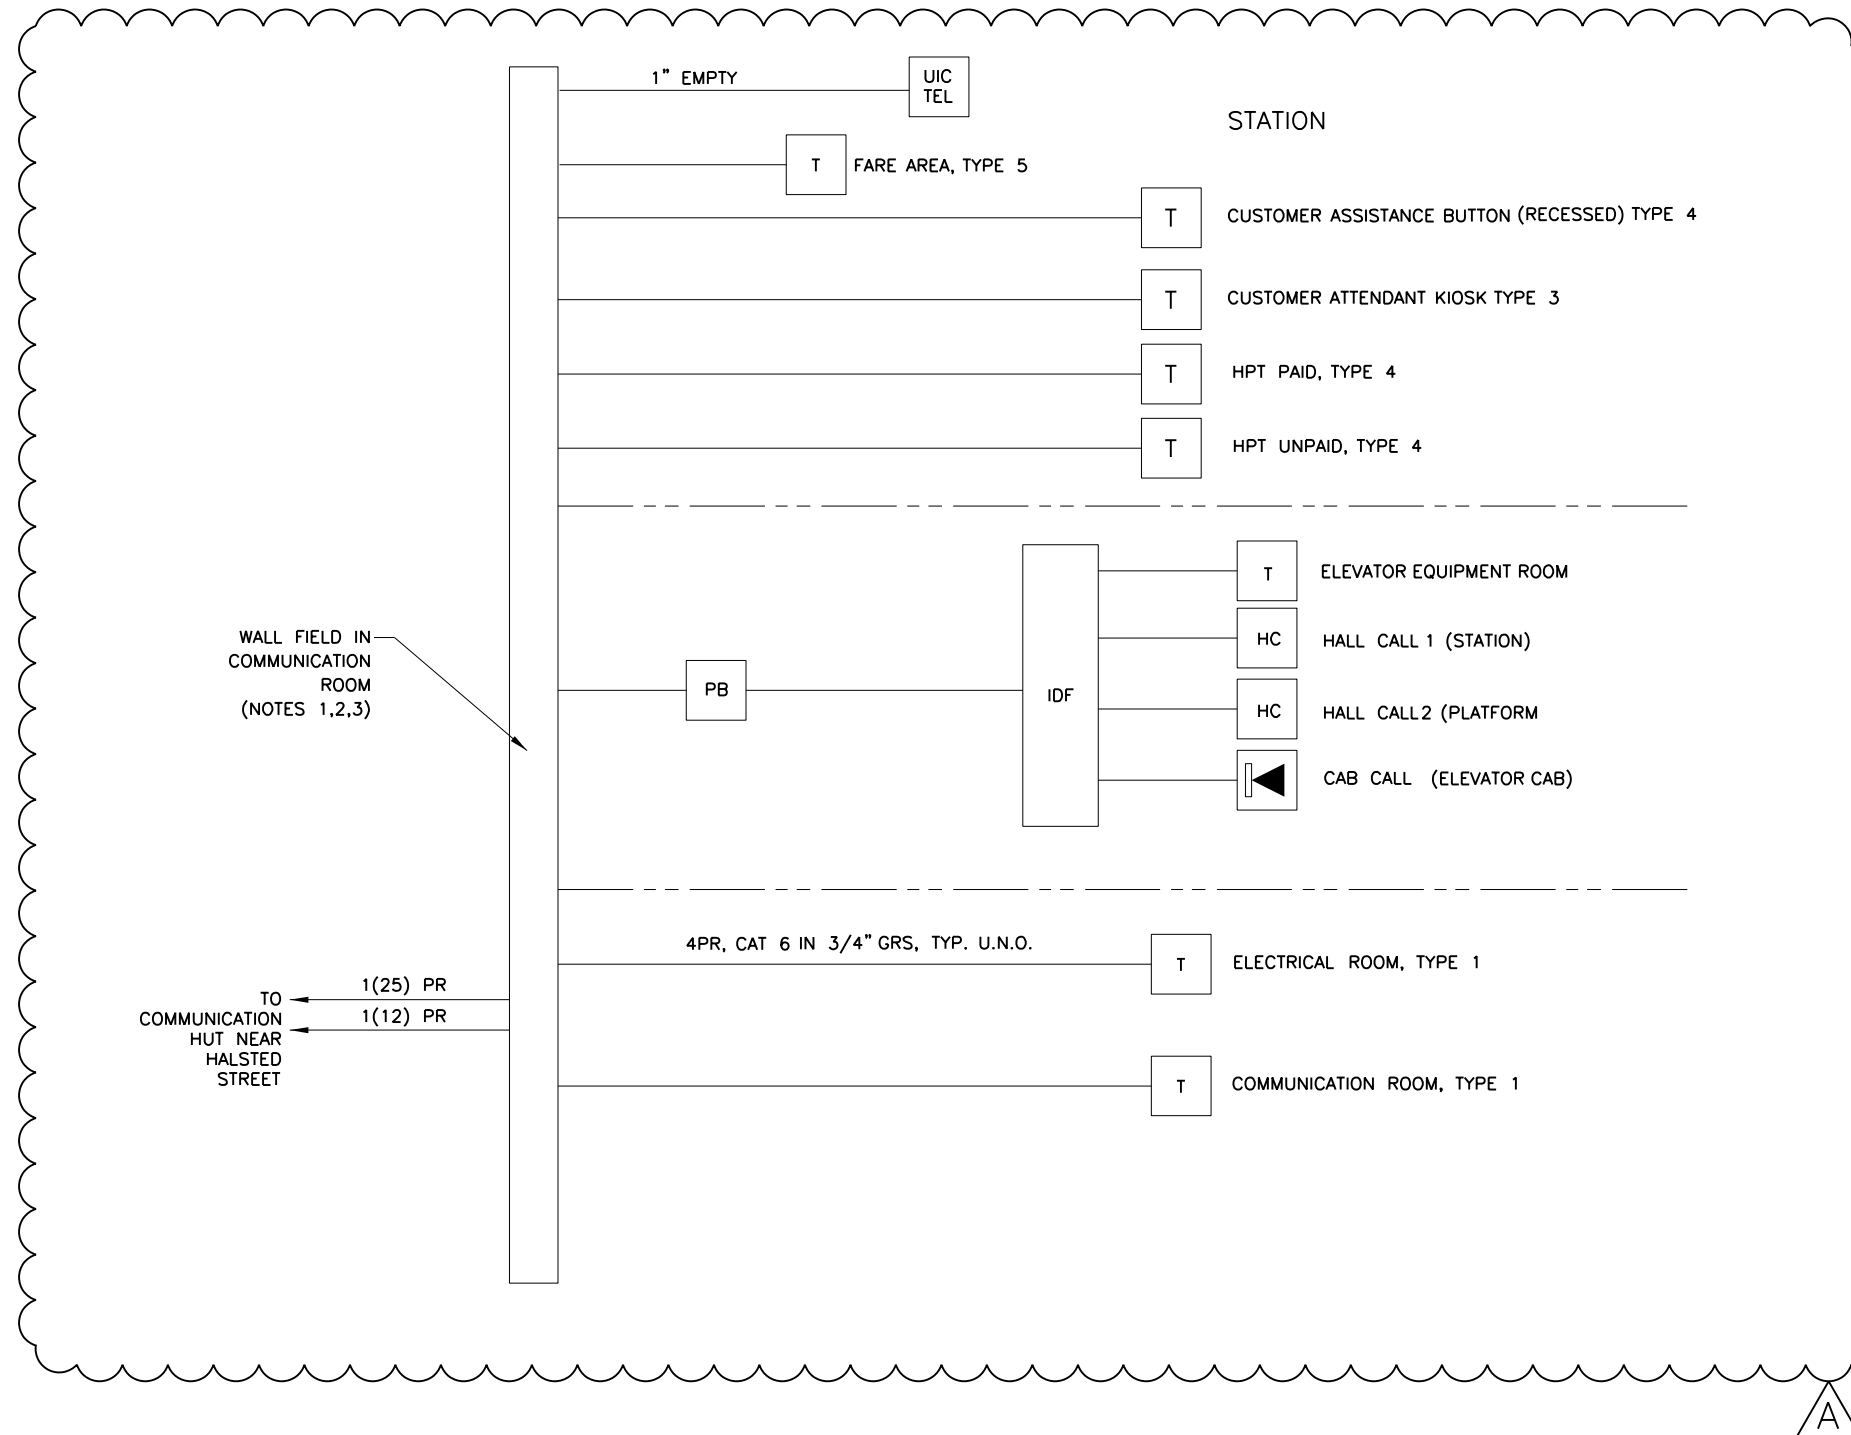 1" EMPTY
UIC
TEL
STATION
T
FARE AREA, TYPE 5
T
CUSTOMER ASSISTANCE BUTTON (RECESSED) TYPE 4
T
CUSTOMER ATTENDANT KIOSK TYPE 3
T
HPT PAID, TYPE 4
T
HPT UNPAID, TYPE 4
T
ELEVATOR EQUIPMENT ROOM
HC
HALL CALL 1 (STATION)
WALL FIELD IN
COMMUNICATION
ROOM
(NOTES 1,2,3)
PB
IDF
HC
HALL CALL 2 (PLATFORM
CAB CALL (ELEVATOR CAB)
4PR, CAT 6 IN 3/4" GRS, TYP. U.N.O.
T
ELECTRICAL ROOM, TYPE 1
1(25) PR
1(12) PR
TO
COMMUNICATION
HUT NEAR
HALSTED
STREET
T
COMMUNICATION ROOM, TYPE 1
A